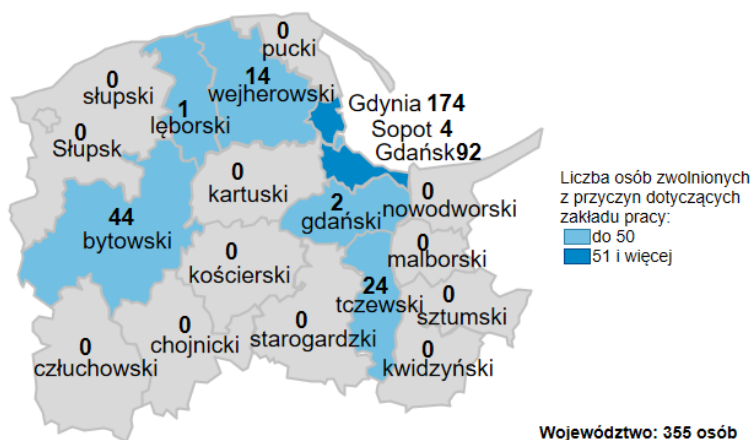 0
pucki
14
wejherowski
0
słupski
1
lęborski
Gdynia 174
Sopot 4
Gdańsk 92
0
Słupsk
0
kartuski
2
gdański
0
nowodworski
44
bytowski
0
kościerski
0
malborski
24
tczewski
0
sztumski
0
człuchowski
0
chojnicki
0
starogardzki
0
kwidzyński
Liczba osób zwolnionych
z przyczyn dotyczących
zakładu pracy:
do 50
51 i więcej
Województwo: 355 osób